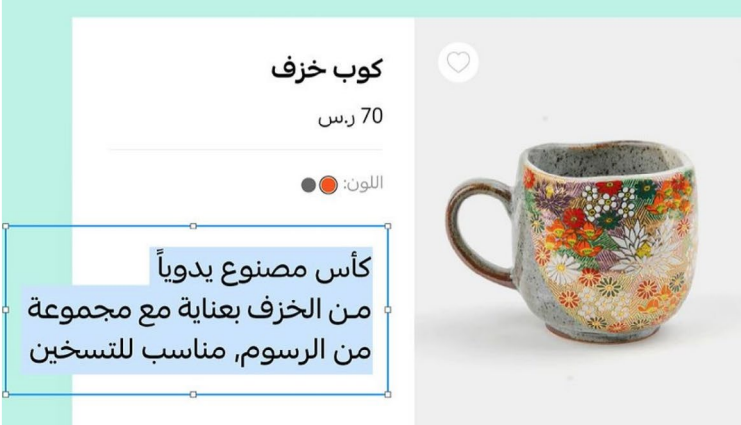 كوب خزف
70 ر.س
اللون:
كأس مصنوع يدوياً
من الخزف بعناية مع مجموعة
من الرسوم, مناسب للتسخين